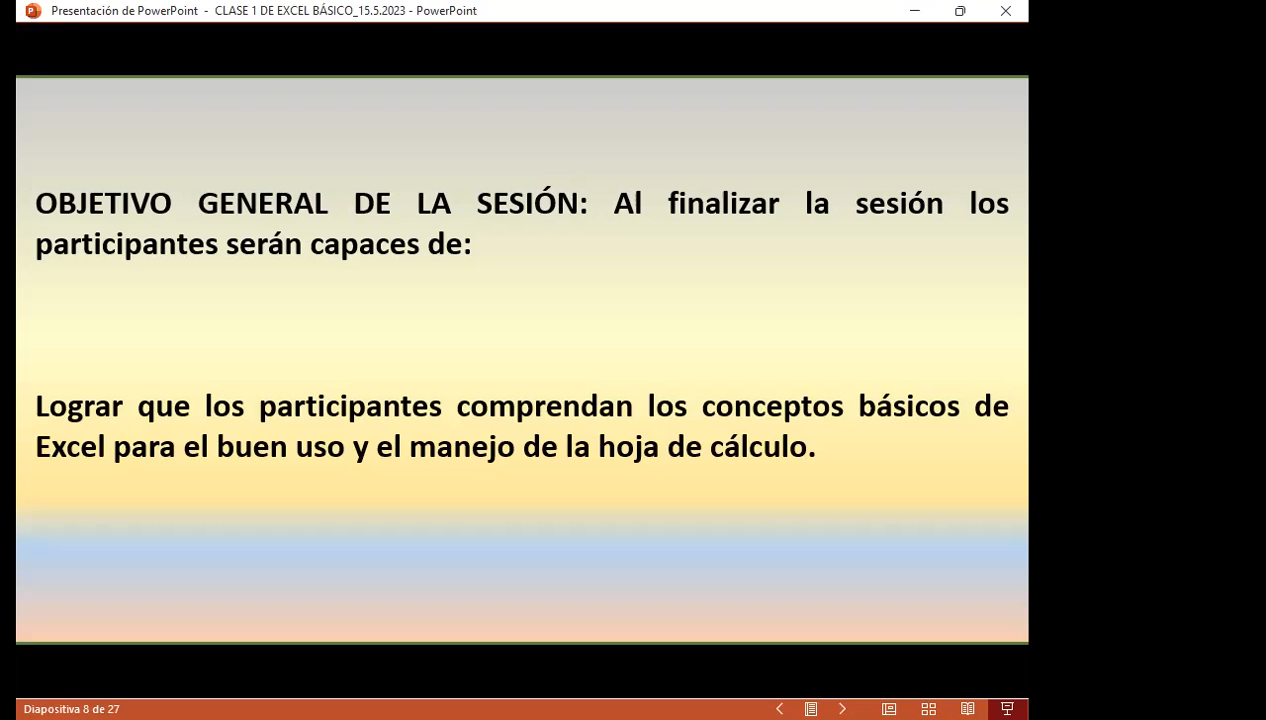 Presentación de PowerPoint - CLASE 1 DE EXCEL BÁSICO_15.5.2023 - PowerPoint
OBJETIVO GENERAL DE LA SESIÓN: Al finalizar la sesión los
participantes serán capaces de:
Lograr que los participantes comprendan los conceptos básicos de
Excel para el buen uso y el manejo de la hoja de cálculo.
Diapositiva 8 de 27